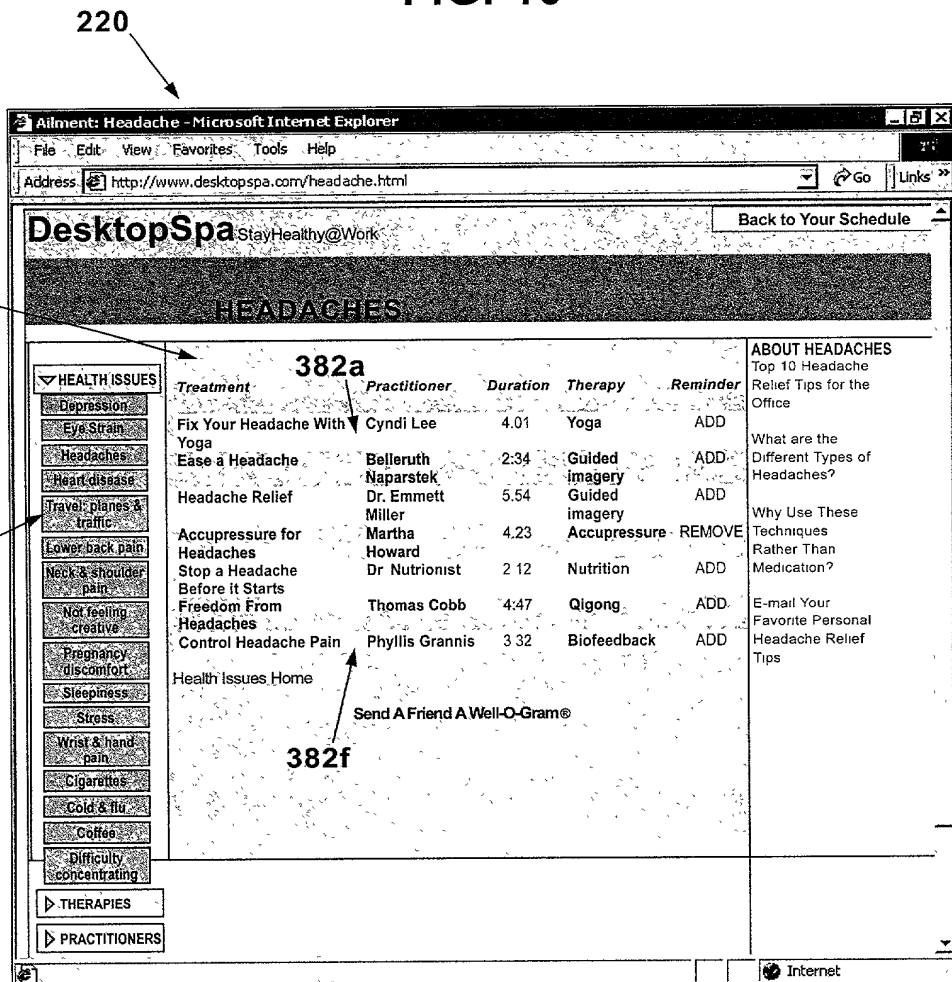 220
Ailment: Headache - Microsoft Internet Explorer
File Edit View Favorites Tools Help
Address http://www.desktopspa.com/headache.html Go Links »
DesktopSpa StayHealthy@Work
Back to Your Schedule
HEADACHES
HEALTH ISSUES
Depression
Eye Strain
Headaches
Heart disease
Travel: planes &
traffic
Lower back pain
Neck & shoulder
pain
Not feeling
creative
Pregnancy
discomfort
Sleepiness
Stress
Wrist & hand
pain
Cigarettes
Cold & flu
Coffee
Difficulty
concentrating
THERAPIES
PRACTITIONERS
382a
Treatment Practitioner Duration Therapy Reminder
Fix Your Headache With Cyndi Lee 4.01 Yoga ADD
Yoga
Ease a Headache Belleruth 2:34 Guided ADD
Naparstek imagery
Headache Relief Dr. Emmett 5.54 Guided ADD
Miller imagery
Accupressure for Martha 4.23 Accupressure REMOVE
Headaches Howard
Stop a Headache Dr Nutrionist 2 12 Nutrition ADD
Before it Starts
Freedom From Thomas Cobb 4:47 Qigong ADD
Headaches
Control Headache Pain Phyllis Grannis 3 32 Biofeedback ADD
Health Issues Home
Send A Friend A Well-O-Gram®
382f
ABOUT HEADACHES
Top 10 Headache
Relief Tips for the
Office
What are the
Different Types of
Headaches?
Why Use These
Techniques
Rather Than
Medication?
E-mail Your
Favorite Personal
Headache Relief
Tips
Internet